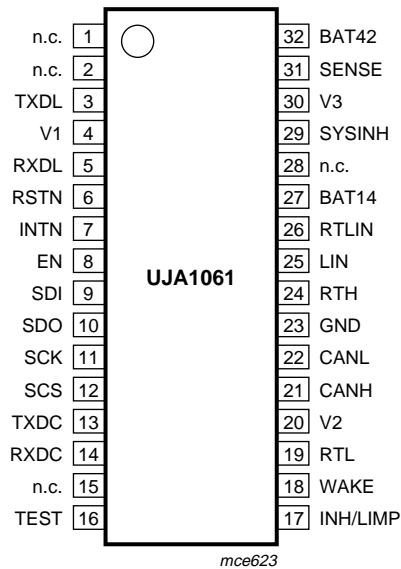 n.c. 1 32 BAT42
n.c. 2 31 SENSE
TXDL 3 30 V3
V1 4 29 SYSINH
RXDL 5 28 n.c.
RSTN 6 27 BAT14
INTN 7 26 RTLIN
EN 8 25 LIN
UJA1061
SDI 9 24 RTH
SDO 10 23 GND
SCK 11 22 CANL
SCS 12 21 CANH
TXDC 13 20 V2
RXDC 14 19 RTL
n.c. 15 18 WAKE
TEST 16 17 INH/LIMP
mce623